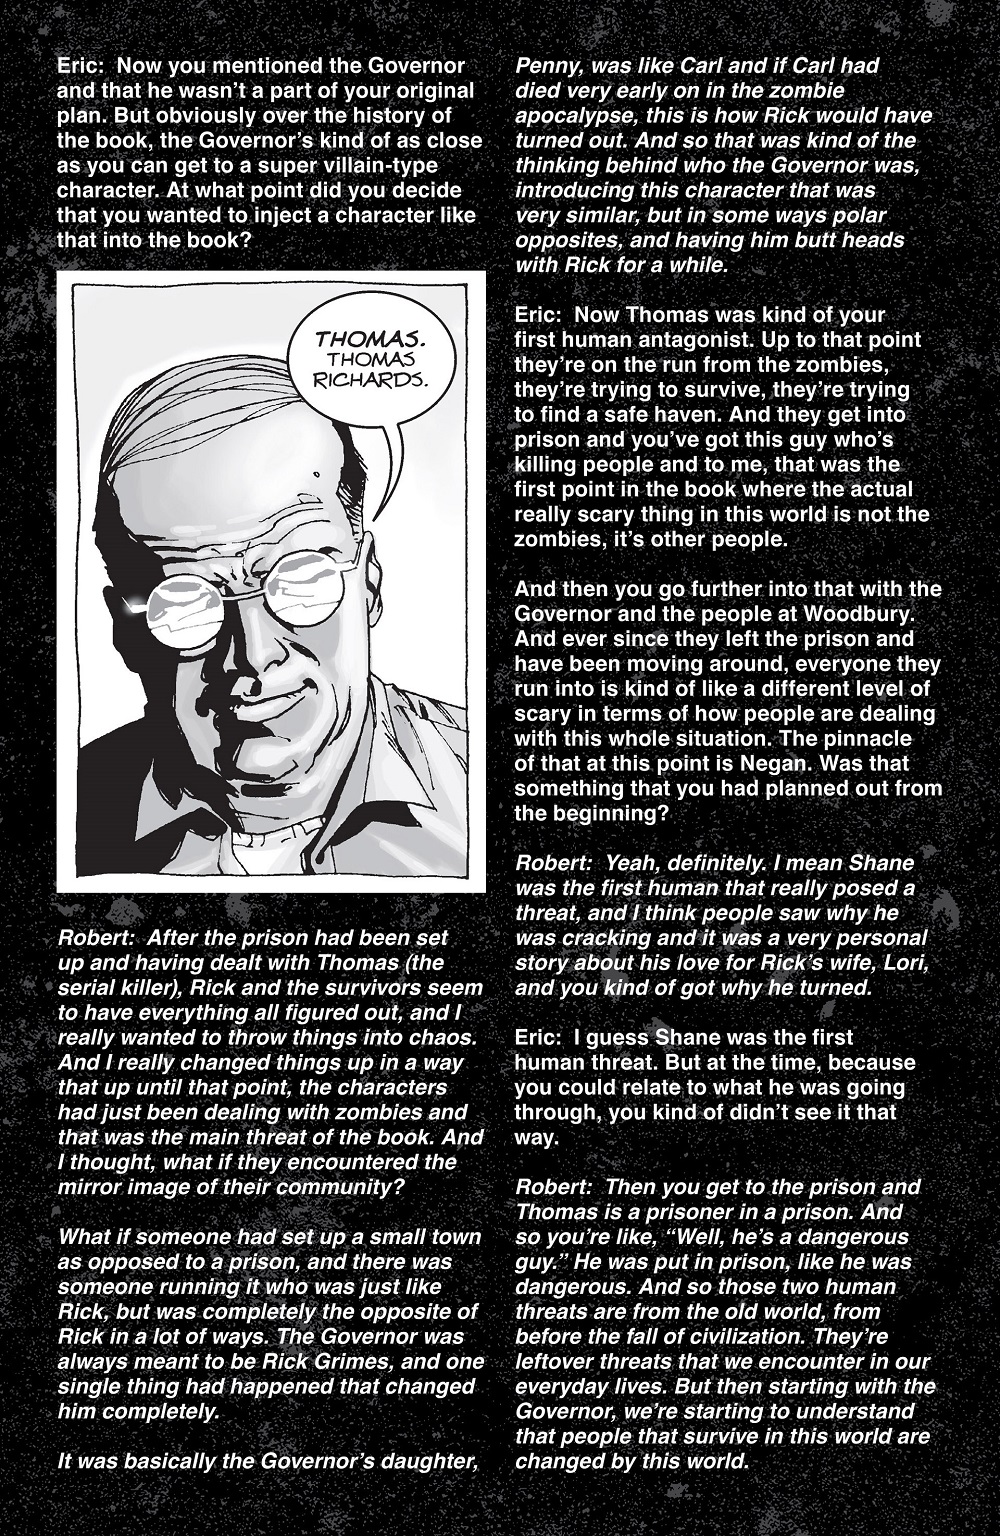 Eric:  Now you mentioned the Governor
and that he wasn't a part of your original
plan. But obviously over the history of
the book, the Governor's kind of as close
as you can get to a super villain-type
character. At what point did you decide
that you wanted to inject a character like
that into the book?
THOMAS.
THOMAS
RICHARDS.
Robert:  After the prison had been set
up and having dealt with Thomas (the
serial killer), Rick and the survivors seem
to have everything all figured out, and I
really wanted to throw things into chaos.
And I really changed things up in a way
that up until that point, the characters
had just been dealing with zombies and
that was the main threat of the book. And
I thought, what if they encountered the
mirror image of their community?
What if someone had set up a small town
as opposed to a prison, and there was
someone running it who was just like
Rick, but was completely the opposite of
Rick in a lot of ways. The Governor was
always meant to be Rick Grimes, and one
single thing had happened that changed
him completely.
It was basically the Governor's daughter,
Penny, was like Carl and if Carl had
died very early on in the zombie
apocalypse, this is how Rick would have
turned out. And so that was kind of the
thinking behind who the Governor was,
introducing this character that was
very similar, but in some ways polar
opposites, and having him butt heads
with Rick for a while.
Eric:  Now Thomas was kind of your
first human antagonist. Up to that point
they're on the run from the zombies,
they're trying to survive, they're trying
to find a safe haven. And they get into
prison and you've got this guy who's
killing people and to me, that was the
first point in the book where the actual
really scary thing in this world is not the
zombies, it's other people.
And then you go further into that with the
Governor and the people at Woodbury.
And ever since they left the prison and
have been moving around, everyone they
run into is kind of like a different level of
scary in terms of how people are dealing
with this whole situation. The pinnacle
of that at this point is Negan. Was that
something that you had planned out from
the beginning?
Robert:  Yeah, definitely. I mean Shane
was the first human that really posed a
threat, and I think people saw why he
was cracking and it was a very personal
story about his love for Rick's wife, Lori,
and you kind of got why he turned.
Eric:  I guess Shane was the first
human threat. But at the time, because
you could relate to what he was going
through, you kind of didn't see it that
way.
Robert:  Then you get to the prison and
Thomas is a prisoner in a prison. And
so you're like, “Well, he's a dangerous
guy.” He was put in prison, like he was
dangerous. And so those two human
threats are from the old world, from
before the fall of civilization. They're
leftover threats that we encounter in our
everyday lives. But then starting with the
Governor, we're starting to understand
that people that survive in this world are
changed by this world.